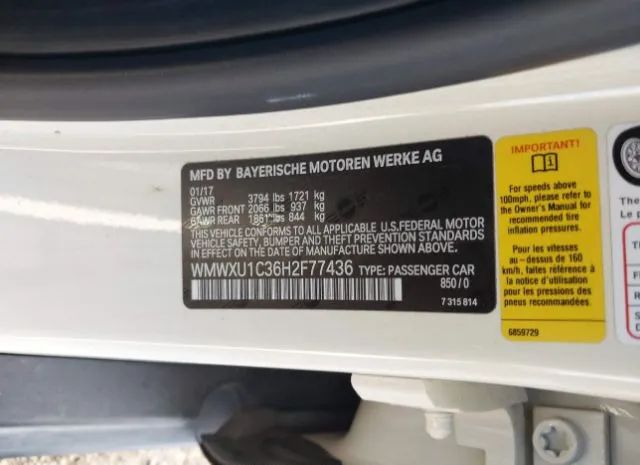 MFD BY BAYERISCHE MOTOREN WERKE AG
01/17
GVWR 3794 lbs 1721 kg
GAWR FRONT 2066 lbs 937 kg
GAWR REAR lbs 844 kg
THIS VEHICLE CONFORMS TO ALL APPLICABLE U.S.FEDERAL MOTOR
VEHICLE SAFETY, BUMPER AND THEFT PREVENTION STANDARDS
IN EFFECT ON THE DATE OF MANUFACTURE SHOWN ABOVE.
WMWXU1C36H2F77436 TYPE: PASSENGER CAR
850 / 0
7 315 814
IMPORTANT!
For speeds above
100mph, please refer to
the Owner's Manual for
recommended tire
inflation pressures.
Pour les vitesses
au-dessus de 160
km/h, faites référence à
la notice d'utilisation
pour les pressions de
pneus recommandées.
6859729
The
Le